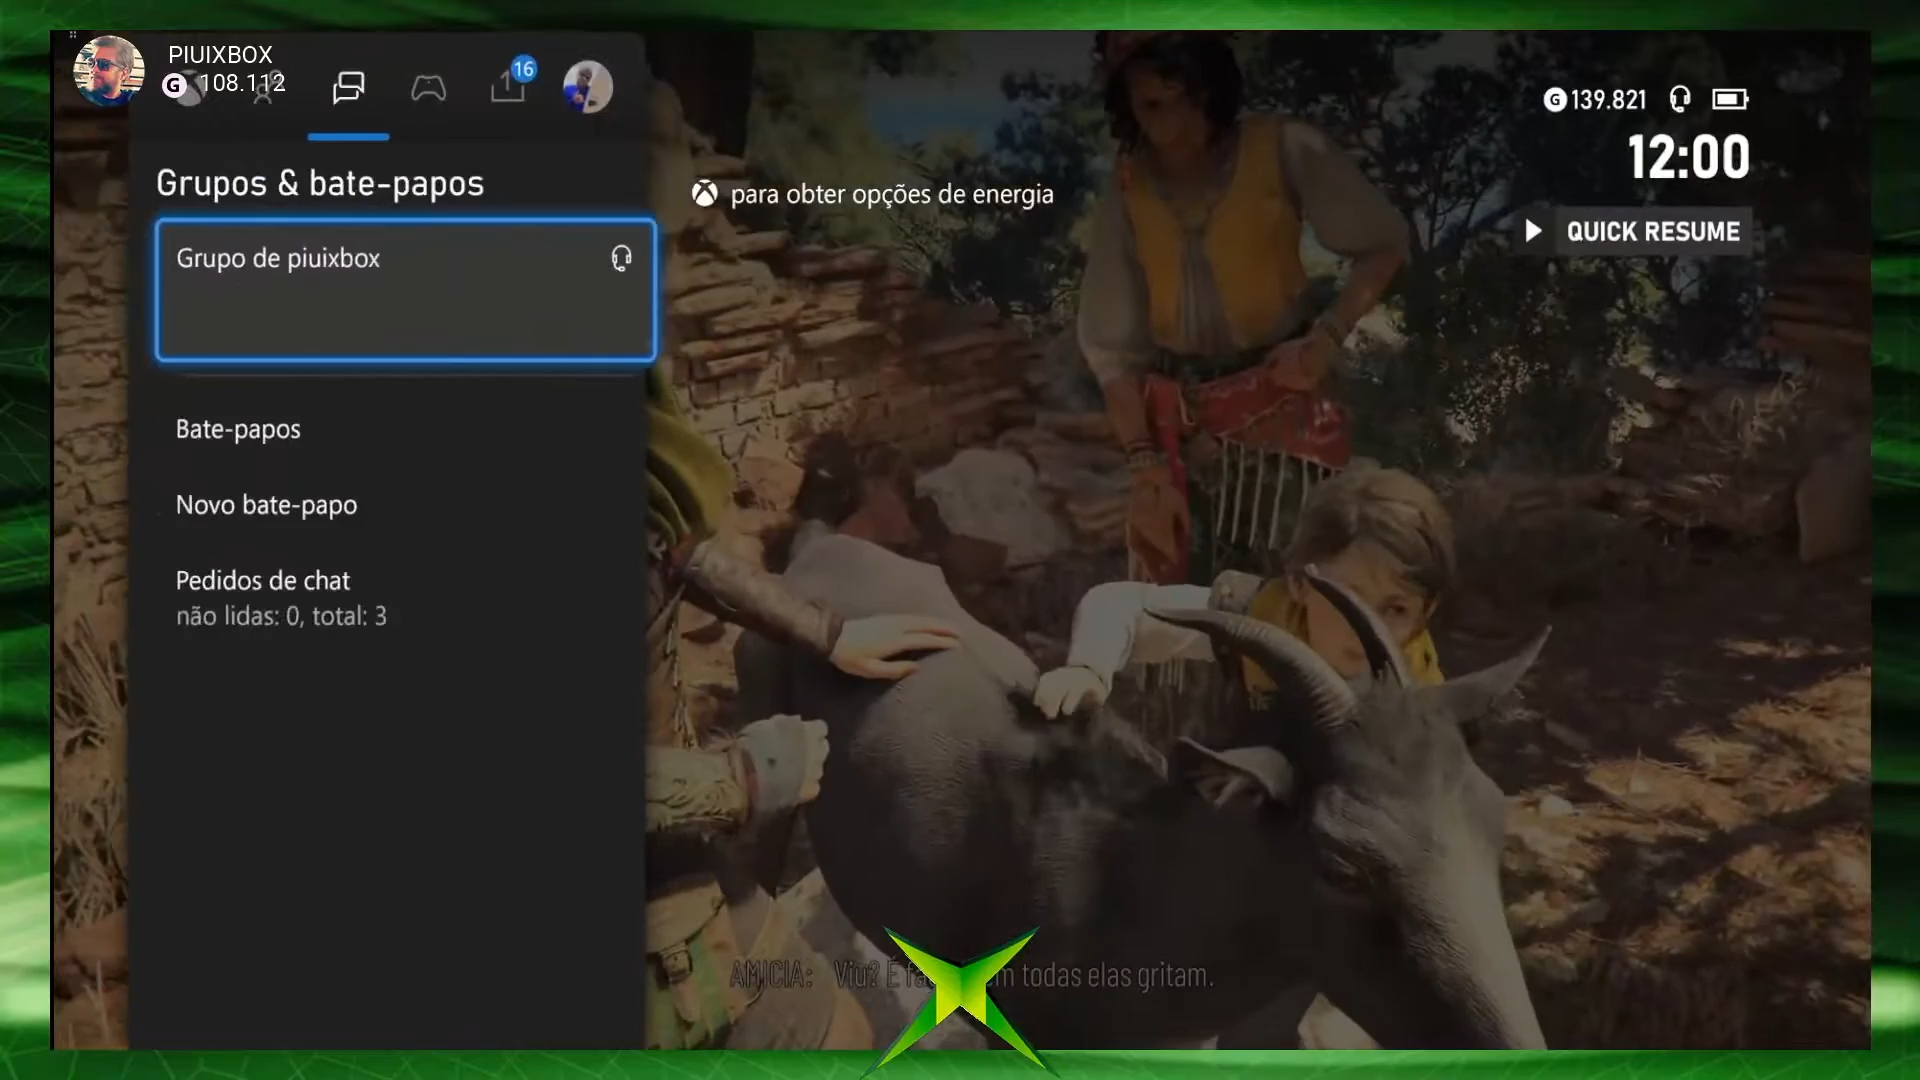 PIUIXBOX
G 108.112
16
G 139.821
12:00
Grupos & bate-papos
para obter opções de energia
QUICK RESUME
Grupo de piuixbox
Bate-papos
Novo bate-papo
Pedidos de chat
não lidas: 0, total: 3
AMICIA: Viu? É todas elas gritam.